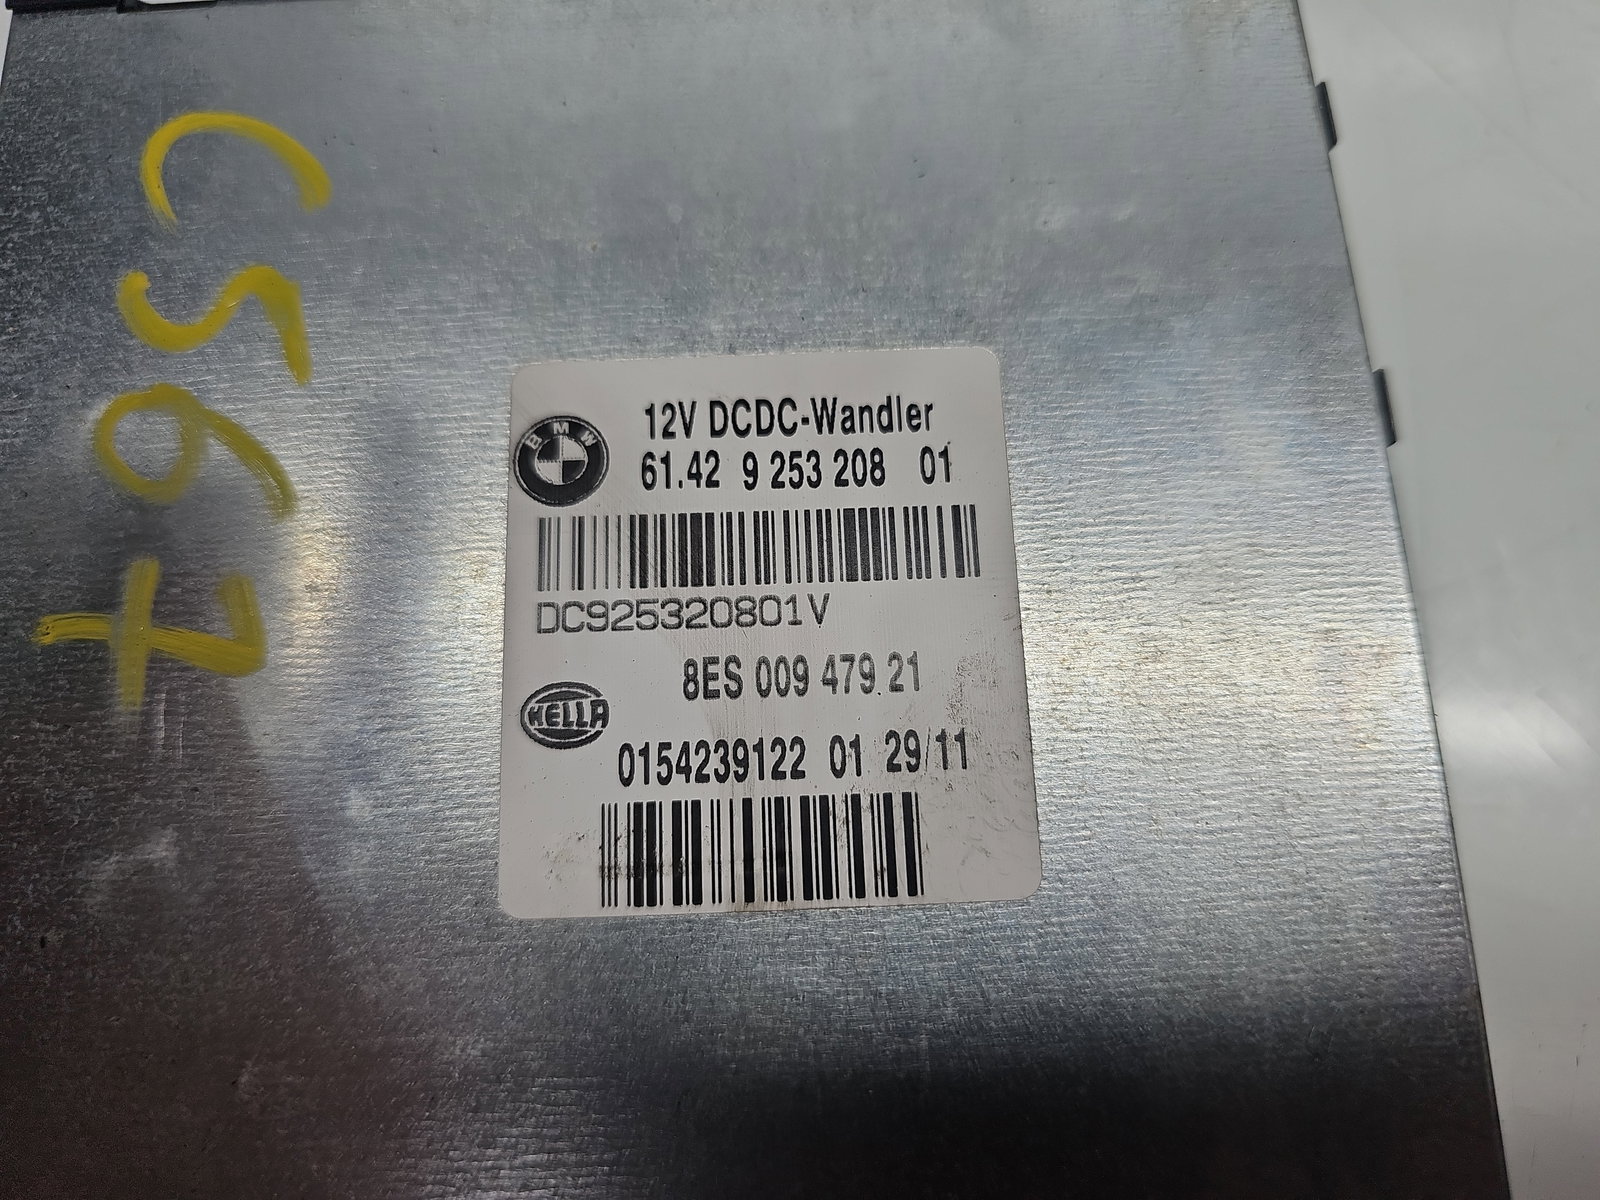 C567
BMW
12V DCDC-Wandler
61.42 9 253 208 01
DC925320801V
8ES 009 479.21
HELLA
0154239122 01 29/11